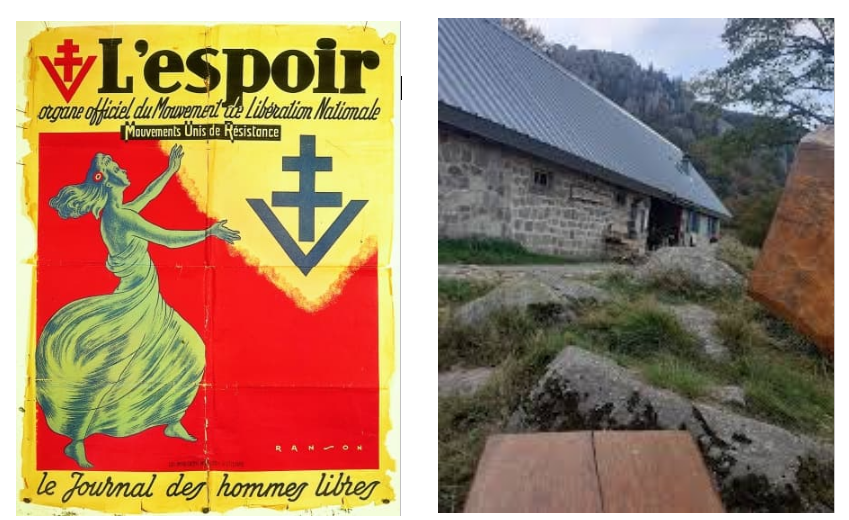 L'espoir
organe officiel du Mouvement de Libération Nationale
Mouvements Unis de Résistance
RANSON
le Journal des hommes libres